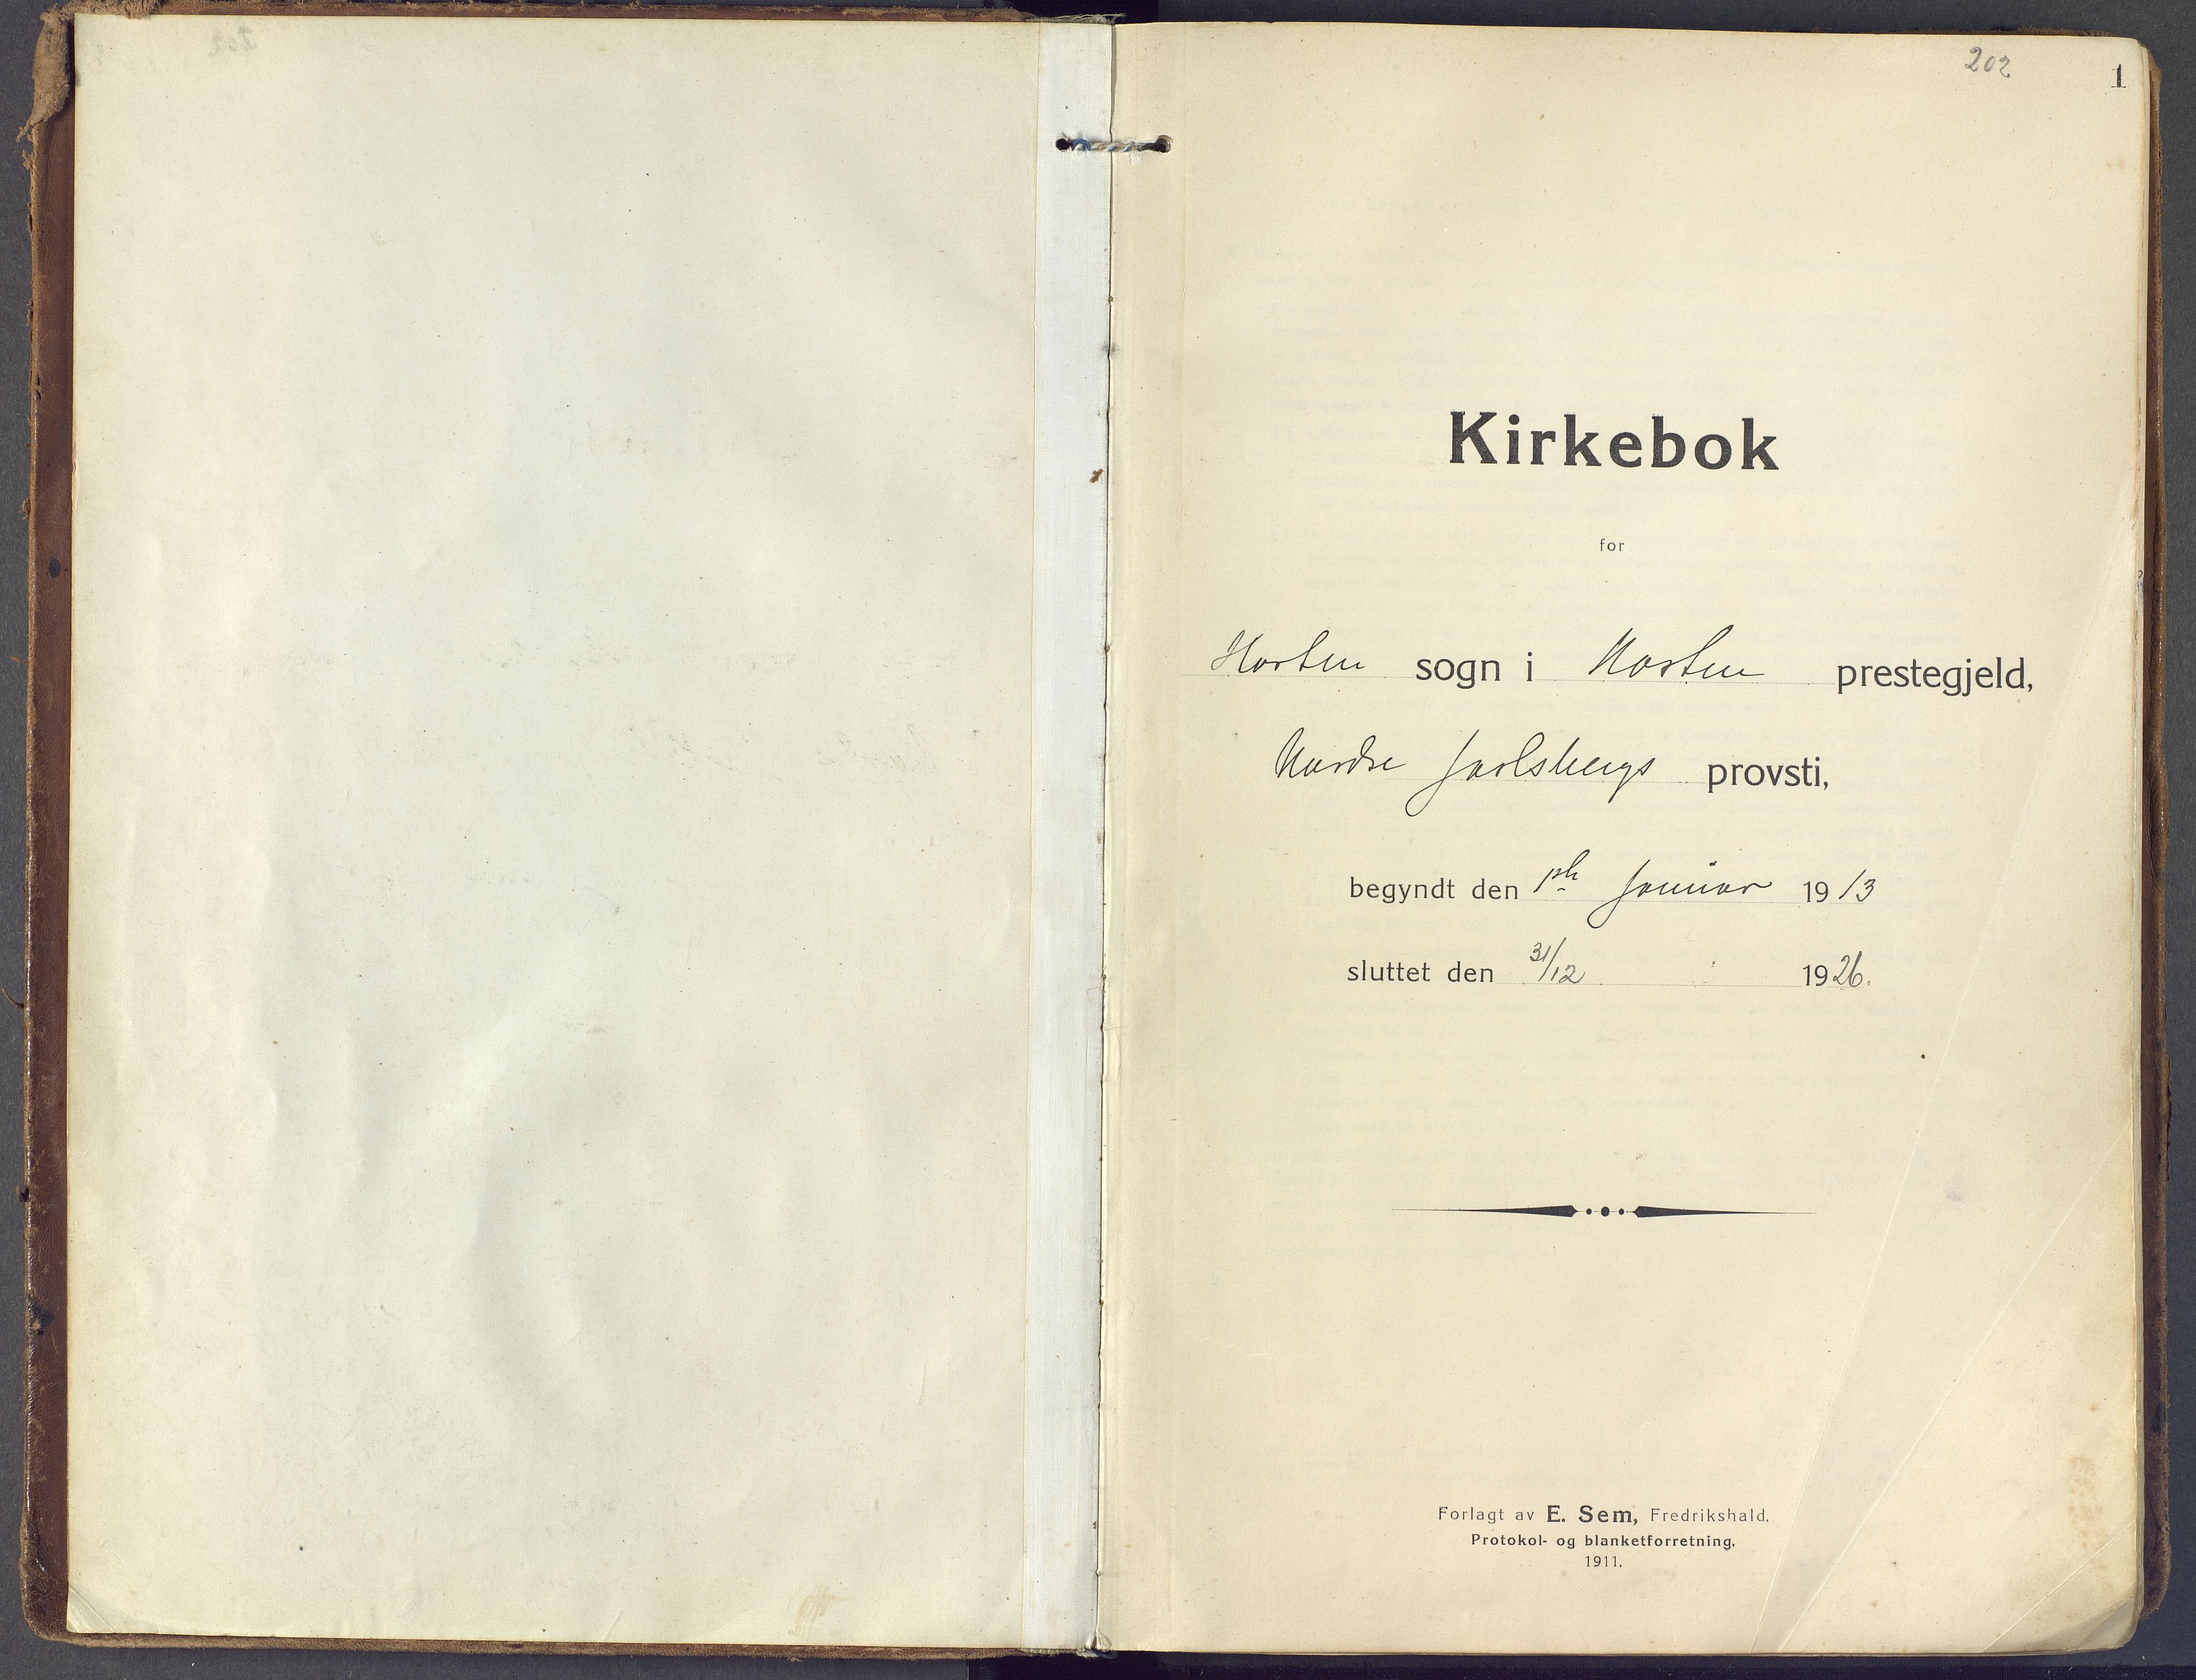 202
1
Kirkebok
for
Horten sogn i Horten prestegjeld,
Nordre Jarlsbergs provsti,
begyndt den 1ste Januar 1913
sluttet den 31/12 1926.
Forlagt av E. Sem, Fredrikshald.
Protokol- og blanketforretning.
1911.